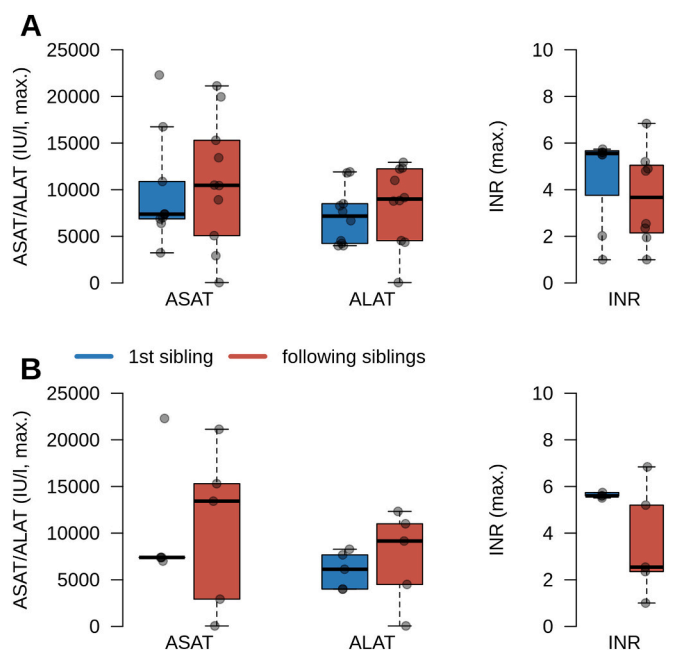 A
ASAT/ALAT (IU/l, max.)
25000
20000
15000
10000
5000
0
ASAT
ALAT
INR (max.)
10
8
6
4
2
0
INR
1st sibling
following siblings
B
ASAT/ALAT (IU/l, max.)
25000
20000
15000
10000
5000
0
ASAT
ALAT
INR (max.)
10
8
6
4
2
0
INR